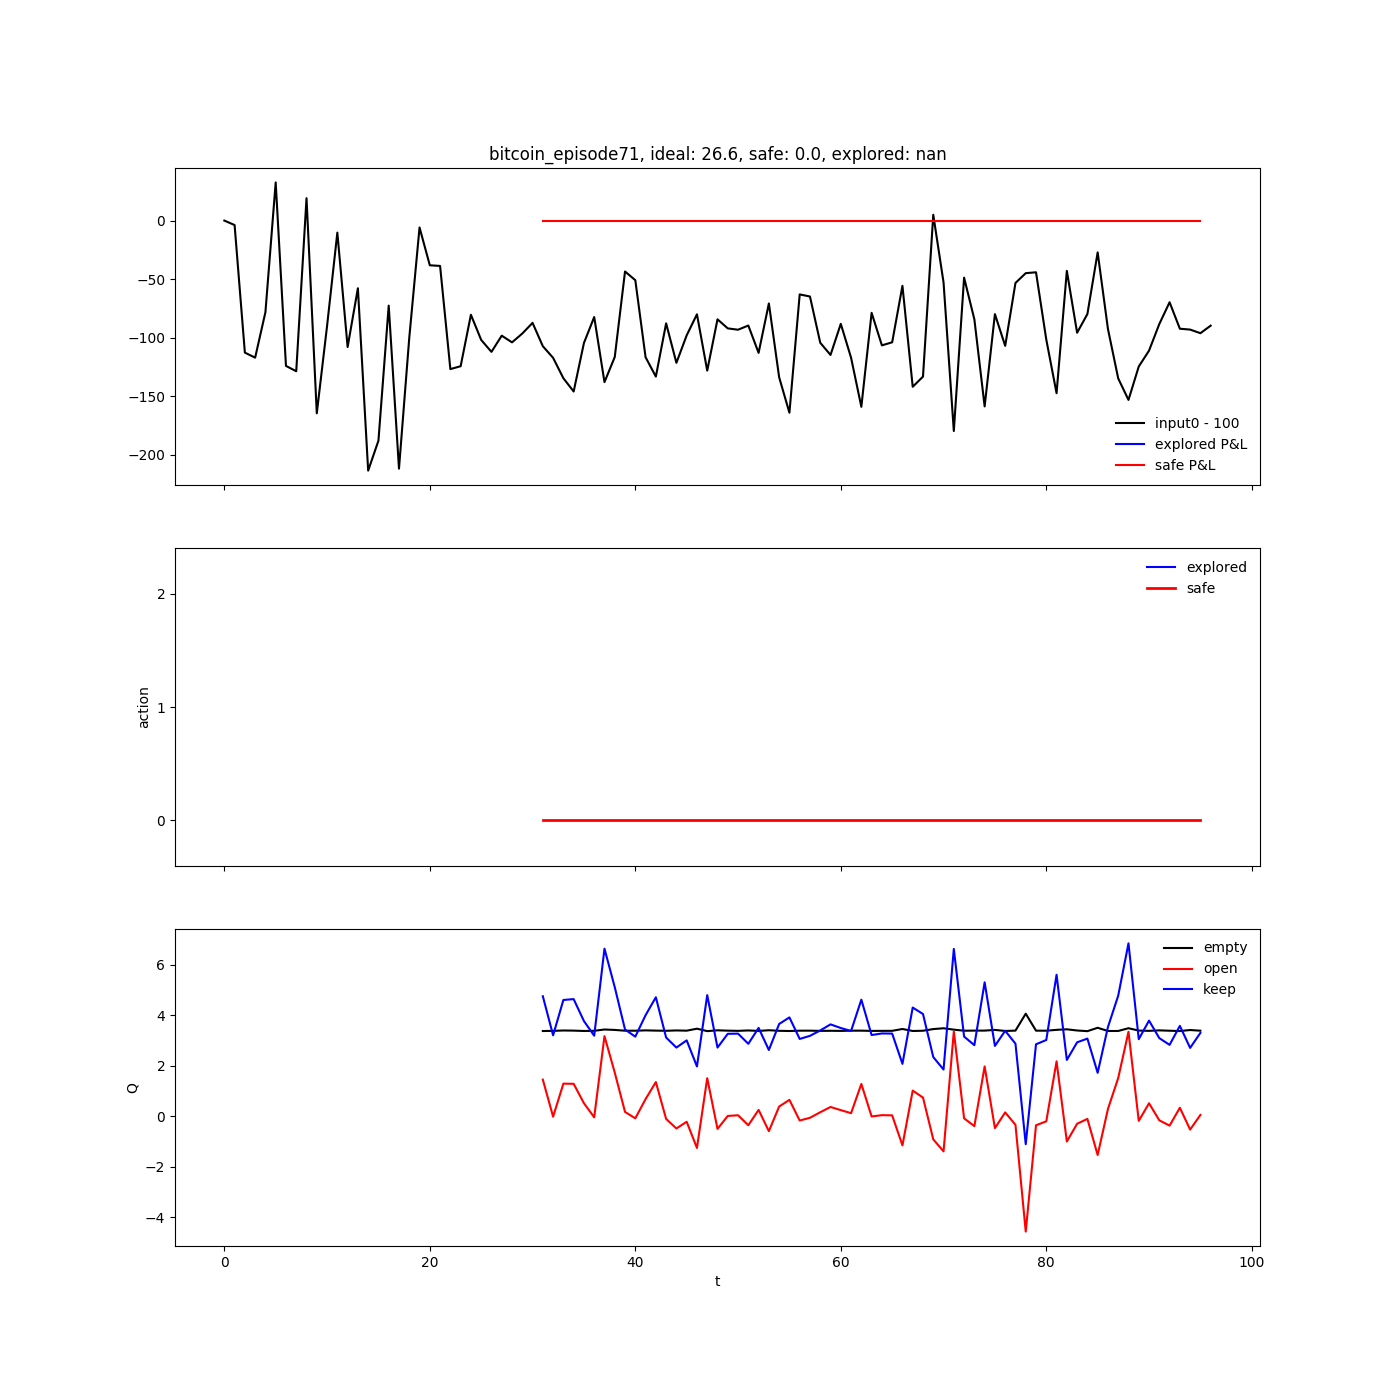 bitcoin_episode71, ideal: 26.6, safe: 0.0, explored: nan
0
−50
−100
−150
−200
input0 - 100
explored P&L
safe P&L
2
1
0
action
explored
safe
6
4
2
0
−2
−4
Q
empty
open
keep
0 20 40 60 80 100
t